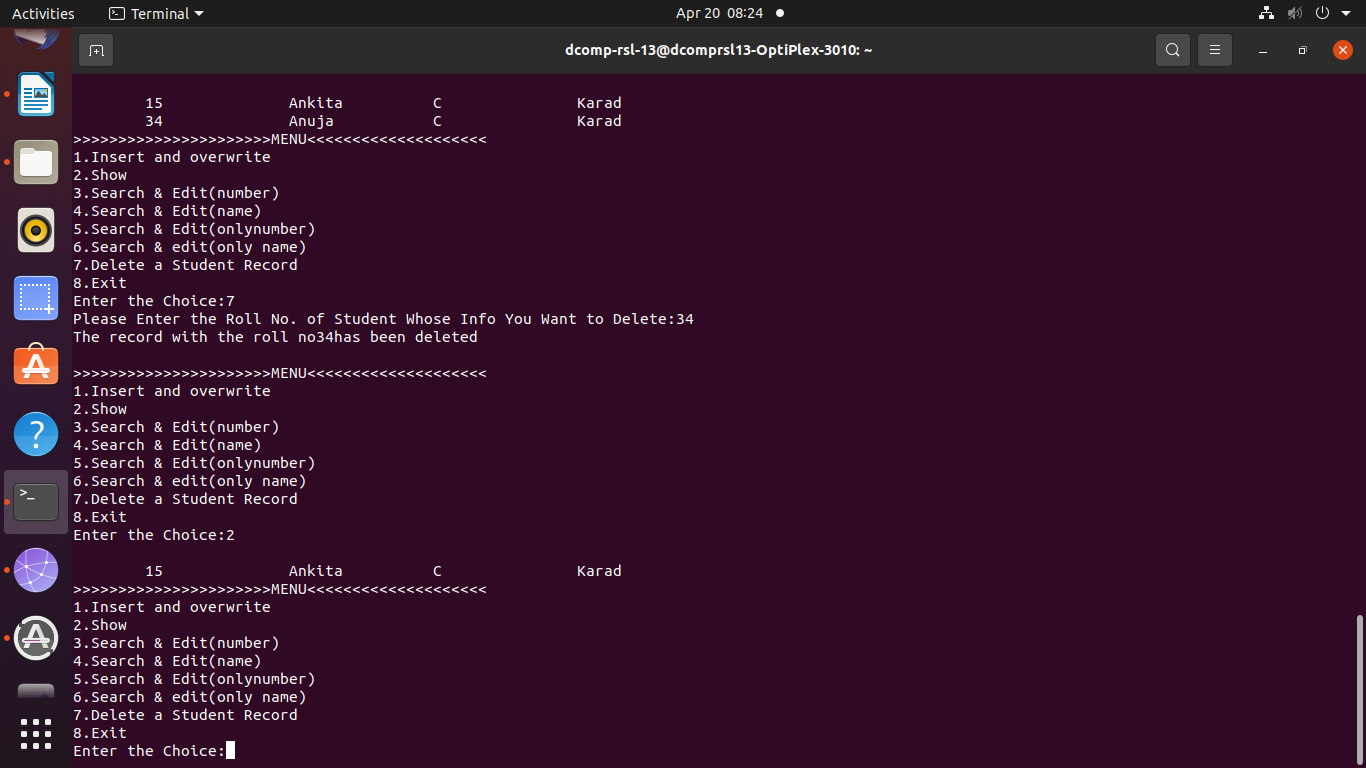 Activities Terminal Apr 20 08:24
dcomp-rsl-13@dcomprsl13-OptiPlex-3010: ~
15 Ankita C Karad
34 Anuja C Karad
>>>>>>>>>>>>>>>>>>>>>>MENU<<<<<<<<<<<<<<<<<<<<
1.Insert and overwrite
2.Show
3.Search & Edit(number)
4.Search & Edit(name)
5.Search & Edit(onlynumber)
6.Search & edit(only name)
7.Delete a Student Record
8.Exit
Enter the Choice:7
Please Enter the Roll No. of Student Whose Info You Want to Delete:34
The record with the roll no34has been deleted
>>>>>>>>>>>>>>>>>>>>>>MENU<<<<<<<<<<<<<<<<<<<<
1.Insert and overwrite
2.Show
3.Search & Edit(number)
4.Search & Edit(name)
5.Search & Edit(onlynumber)
6.Search & edit(only name)
7.Delete a Student Record
8.Exit
Enter the Choice:2
15 Ankita C Karad
>>>>>>>>>>>>>>>>>>>>>>MENU<<<<<<<<<<<<<<<<<<<<
1.Insert and overwrite
2.Show
3.Search & Edit(number)
4.Search & Edit(name)
5.Search & Edit(onlynumber)
6.Search & edit(only name)
7.Delete a Student Record
8.Exit
Enter the Choice: